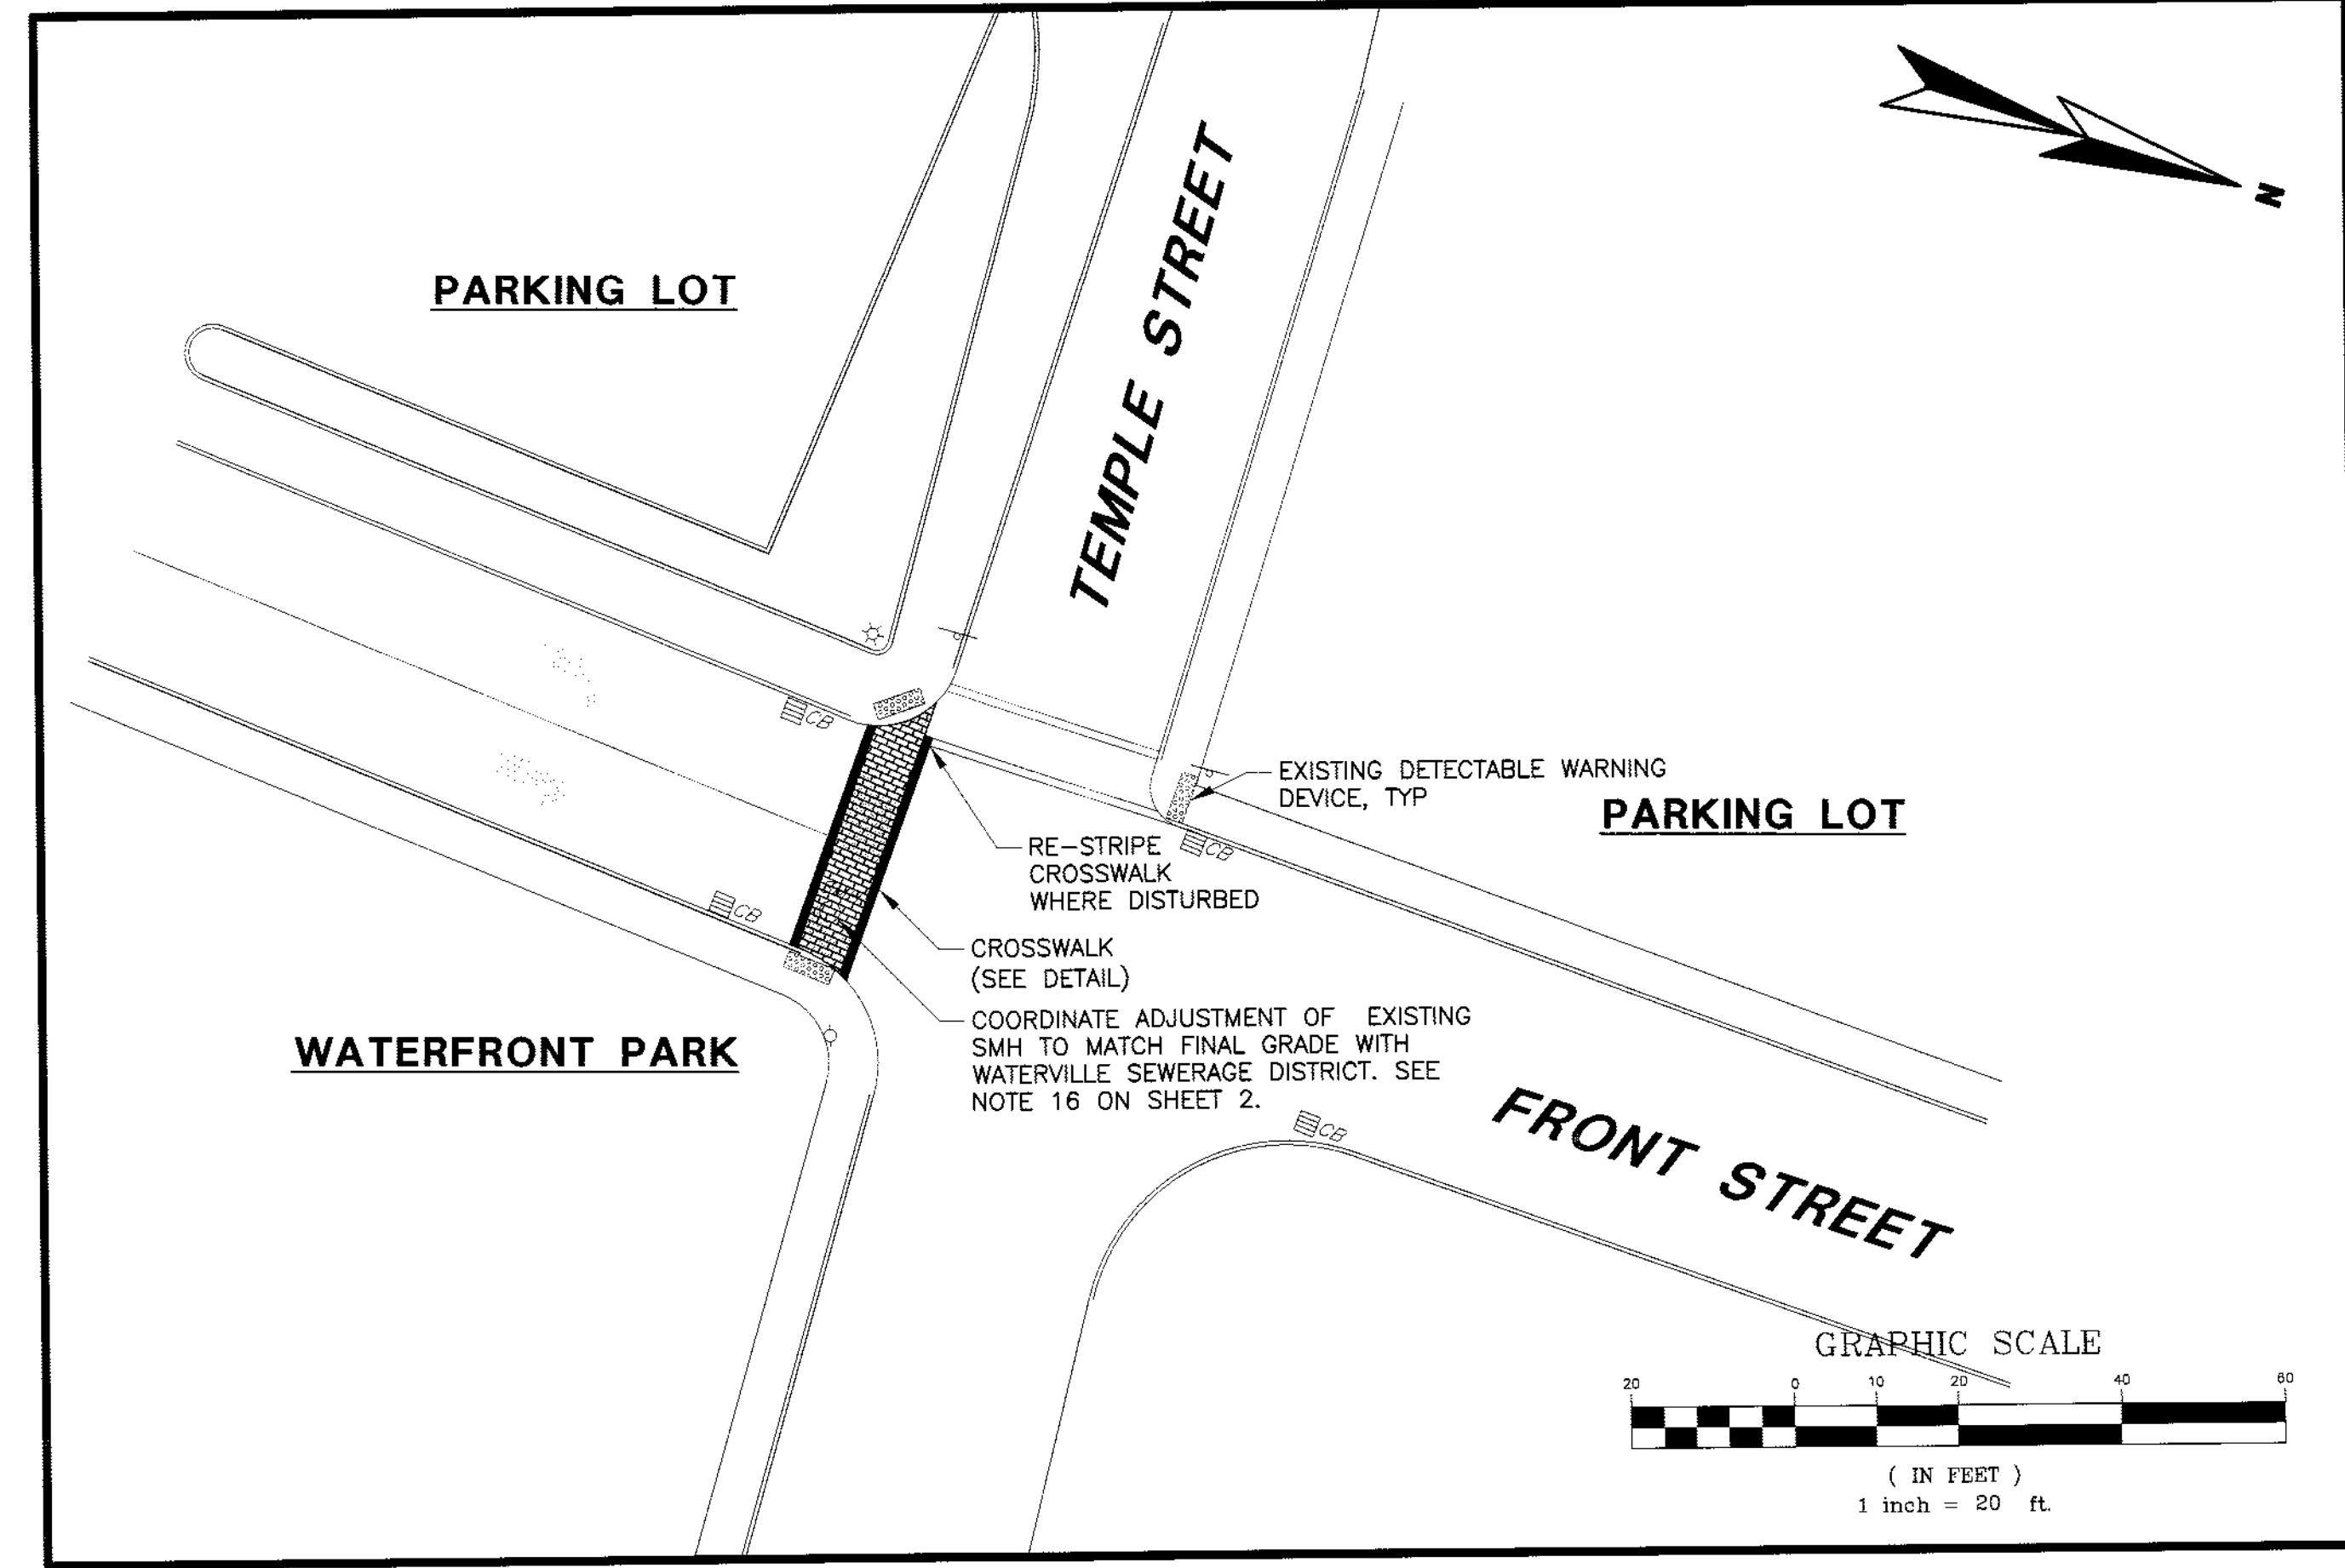 N
PARKING LOT
TEMPLE STREET
CB
EXISTING DETECTABLE WARNING
DEVICE, TYP
PARKING LOT
CB
RE-STRIPE
CROSSWALK
WHERE DISTURBED
CB
CROSSWALK
(SEE DETAIL)
COORDINATE ADJUSTMENT OF EXISTING
SMH TO MATCH FINAL GRADE WITH
WATERVILLE SEWERAGE DISTRICT. SEE
NOTE 16 ON SHEET 2.
WATERFRONT PARK
CB
FRONT STREET
GRAPHIC SCALE
20 0 10 20 40 60
( IN FEET )
1 inch = 20 ft.